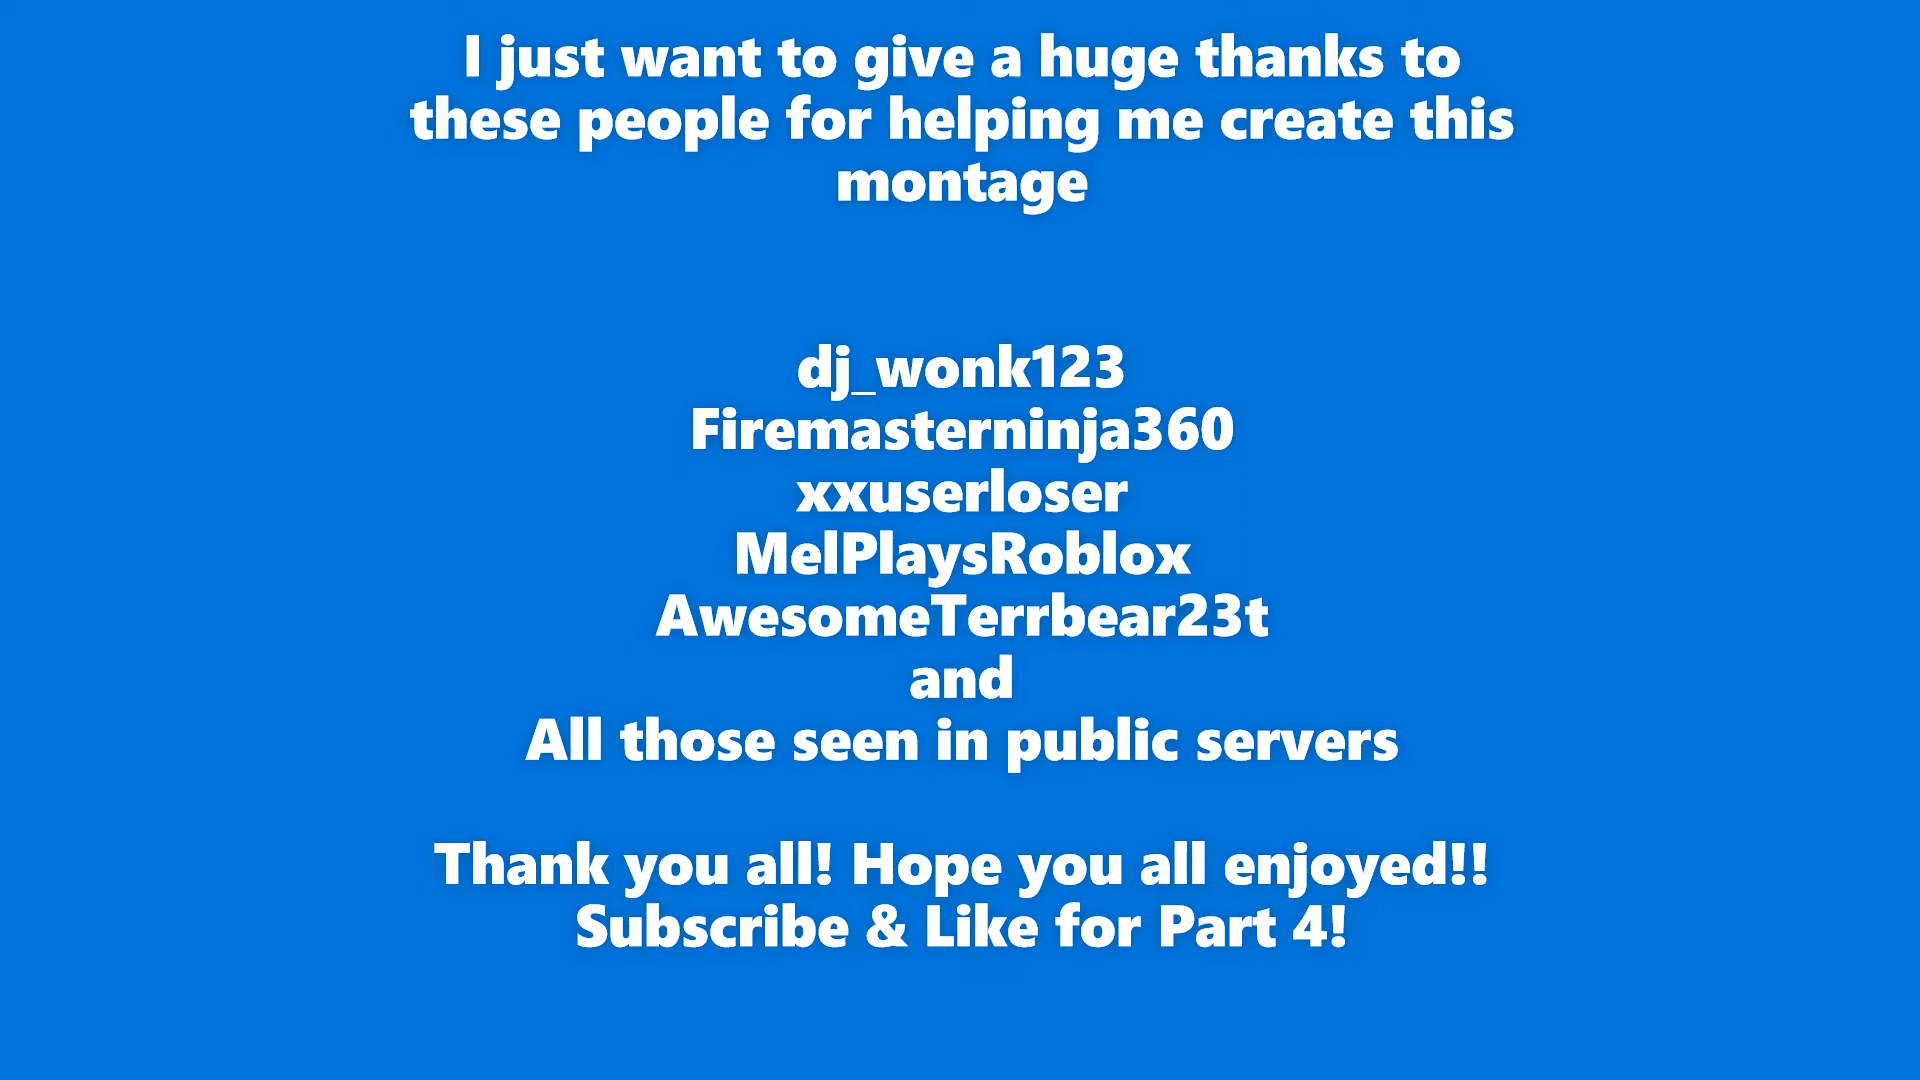 I just want to give a huge thanks to
these people for helping me create this
montage
dj_wonk123
Firemasterninja360
xxuserloser
MelPlaysRoblox
AwesomeTerrbear23t
and
All those seen in public servers
Thank you all! Hope you all enjoyed!!
Subscribe & Like for Part 4!